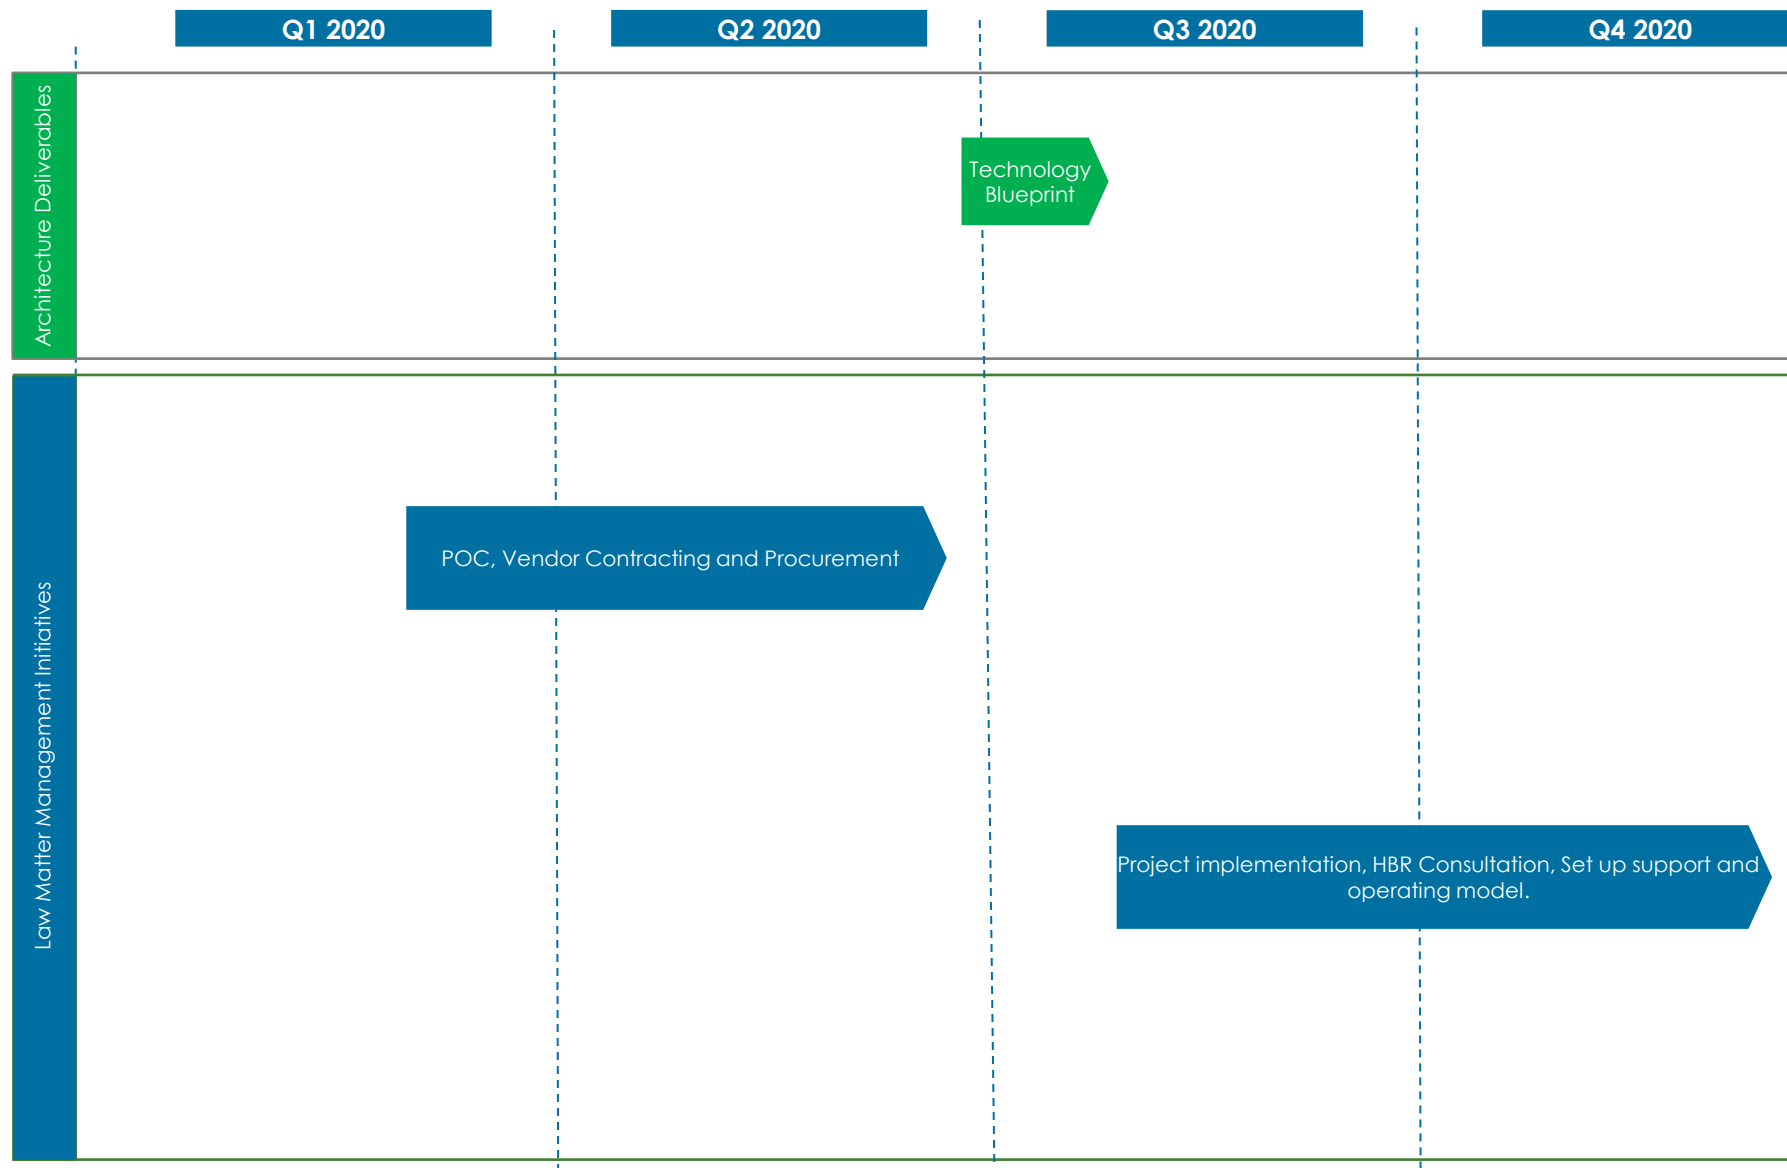 Q1 2020
Q2 2020
Q3 2020
Q4 2020
Architecture Deliverables
Technology
Blueprint
Law Matter Management Initiatives
POC, Vendor Contracting and Procurement
Project implementation, HBR Consultation, Set up support and
operating model.